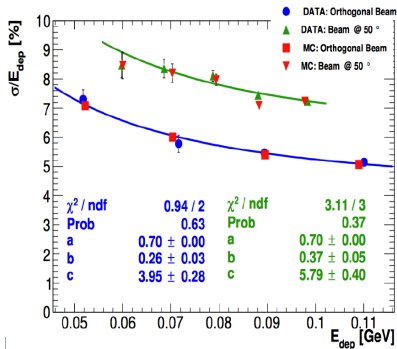 DATA: Orthogonal Beam
DATA: Beam @ 50 °
MC: Orthogonal Beam
MC: Beam @ 50 °
σ/E_dep [%]
10
9
8
7
6
5
4
3
2
1
0
χ² / ndf 0.94 / 2
Prob 0.63
a 0.70 ± 0.00
b 0.26 ± 0.03
c 3.95 ± 0.28
χ² / ndf 3.11 / 3
Prob 0.37
a 0.70 ± 0.00
b 0.37 ± 0.05
c 5.79 ± 0.40
0.05 0.06 0.07 0.08 0.09 0.1 0.11
E_dep [GeV]